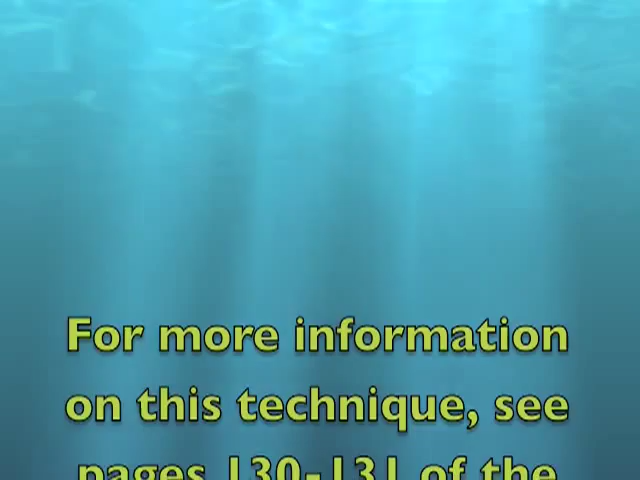 For more information
on this technique, see
pages 130-131 of the